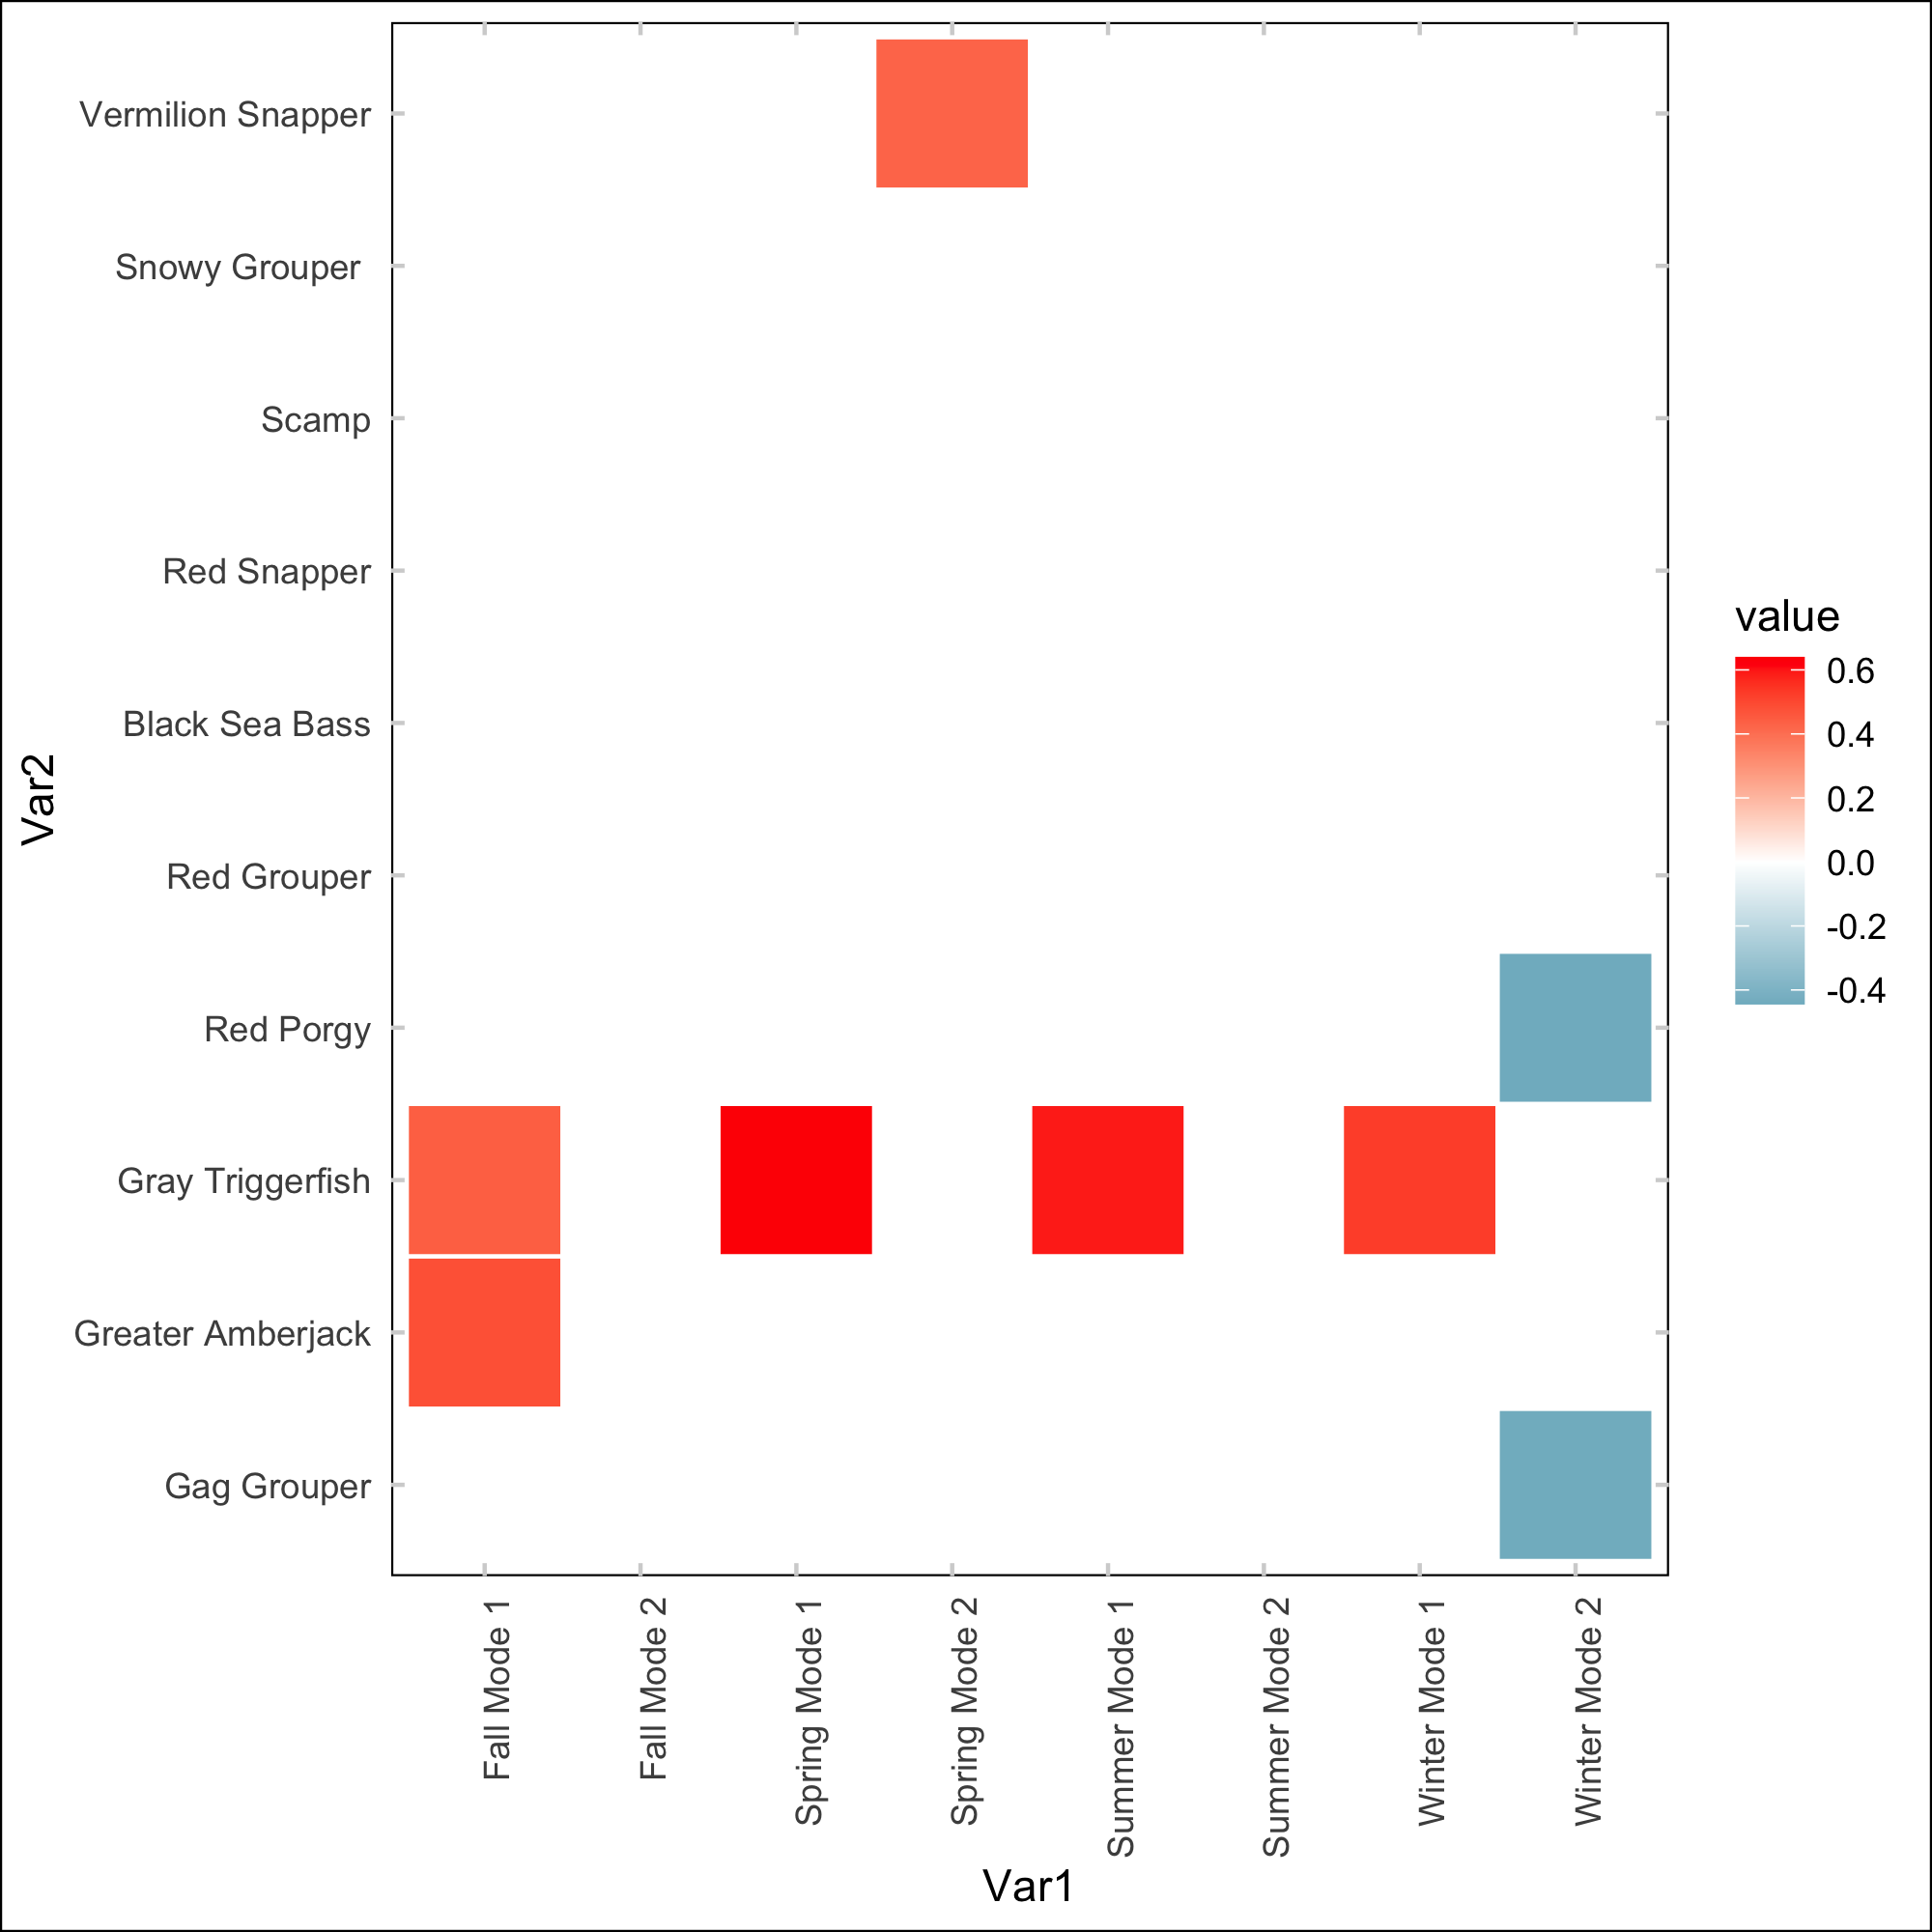 Vermilion Snapper
Snowy Grouper
Scamp
Red Snapper
Black Sea Bass
Red Grouper
Red Porgy
Gray Triggerfish
Greater Amberjack
Gag Grouper
Var2
Fall Mode 1
Fall Mode 2
Spring Mode 1
Spring Mode 2
Summer Mode 1
Summer Mode 2
Winter Mode 1
Winter Mode 2
Var1
value
0.6
0.4
0.2
0.0
-0.2
-0.4